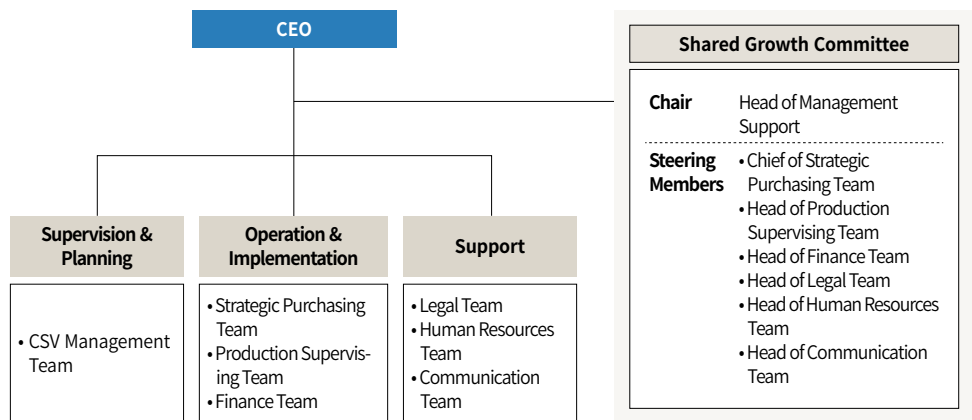 CEO
Shared Growth Committee
Chair
Head of Management
Support
Steering
Members
• Chief of Strategic
Purchasing Team
• Head of Production
Supervising Team
• Head of Finance Team
• Head of Legal Team
• Head of Human Resources
Team
• Head of Communication
Team
Supervision &
Planning
• CSV Management
Team
Operation &
Implementation
• Strategic Purchasing
Team
• Production Supervis-
ing Team
• Finance Team
Support
• Legal Team
• Human Resources
Team
• Communication
Team